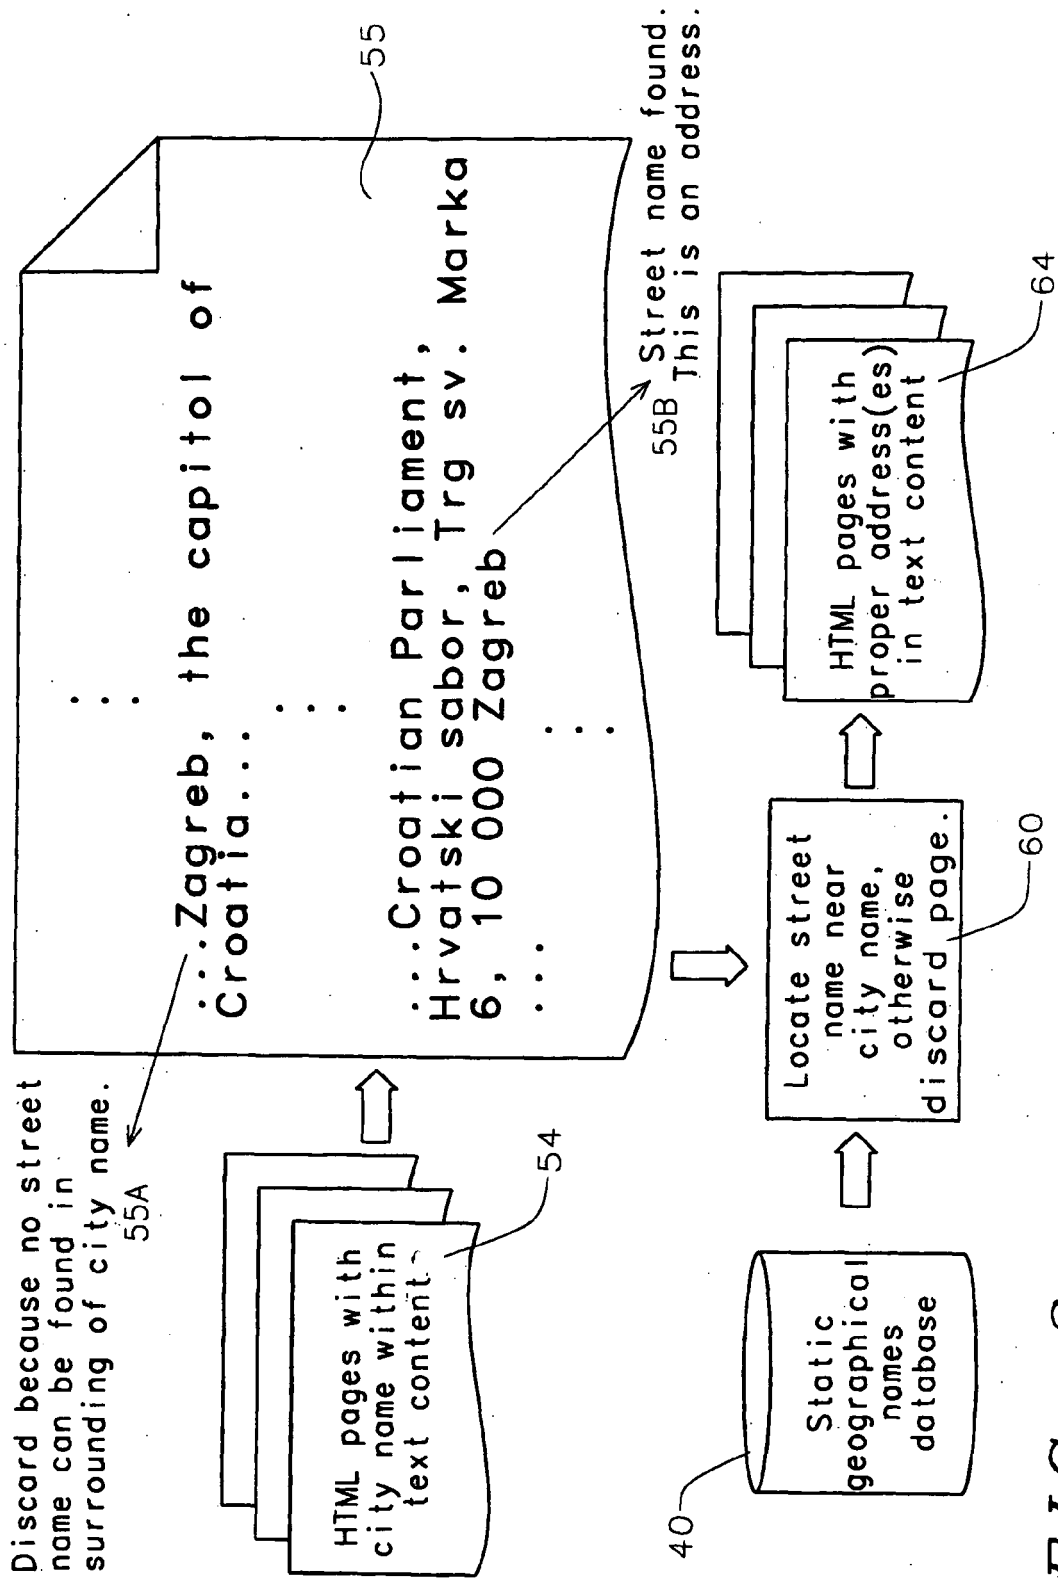 Discard because no street
name can be found in
surrounding of city name.
55A
...
...Zagreb, the capitol of
Croatia...
...
...Croatian Parliament,
Hrvatski sabor, Trg sv. Marka
6, 10 000 Zagreb
...
...
55
55B
Street name found.
This is an address.
HTML pages with
city name within
text content
54
Static
geographical
names
database
40
Locate street
name near
city name,
otherwise
discard page.
60
HTML pages with
proper address(es)
in text content
64